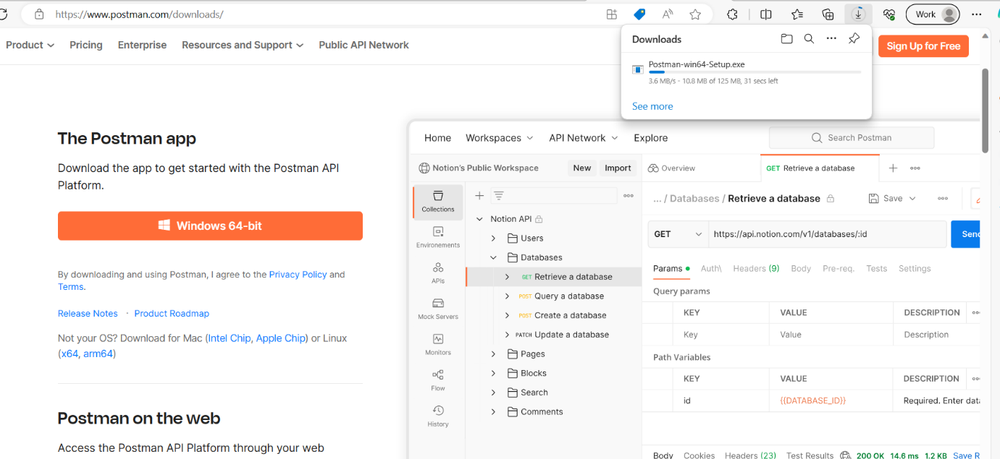 https://www.postman.com/downloads/
Work
Product Pricing Enterprise Resources and Support Public API Network
Sign Up for Free
Downloads
Postman-win64-Setup.exe
3.6 MB/s - 10.8 MB of 125 MB, 31 secs left
See more
The Postman app
Download the app to get started with the Postman API
Platform.
Windows 64-bit
By downloading and using Postman, I agree to the Privacy Policy and
Terms.
Release Notes · Product Roadmap
Not your OS? Download for Mac (Intel Chip, Apple Chip) or Linux
(x64, arm64)
Postman on the web
Access the Postman API Platform through your web
Home Workspaces API Network Explore
Search Postman
Notion's Public Workspace New Import
Overview
GET Retrieve a database
Collections
Environements
APIs
Mock Servers
Monitors
Flow
History
Notion API
Users
Databases
GET Retrieve a database
POST Query a database
POST Create a database
PATCH Update a database
Pages
Blocks
Search
Comments
... / Databases / Retrieve a database
Save
GET https://api.notion.com/v1/databases/:id
Send
Params Auth\ Headers (9) Body Pre-req. Tests Settings
Query params
KEY VALUE DESCRIPTION
Key Value Description
Path Variables
KEY VALUE DESCRIPTION
id {{DATABASE_ID}} Required. Enter data
Body Cookies Headers (23) Test Results 200 OK 14.6 ms 1.2 KB Save R